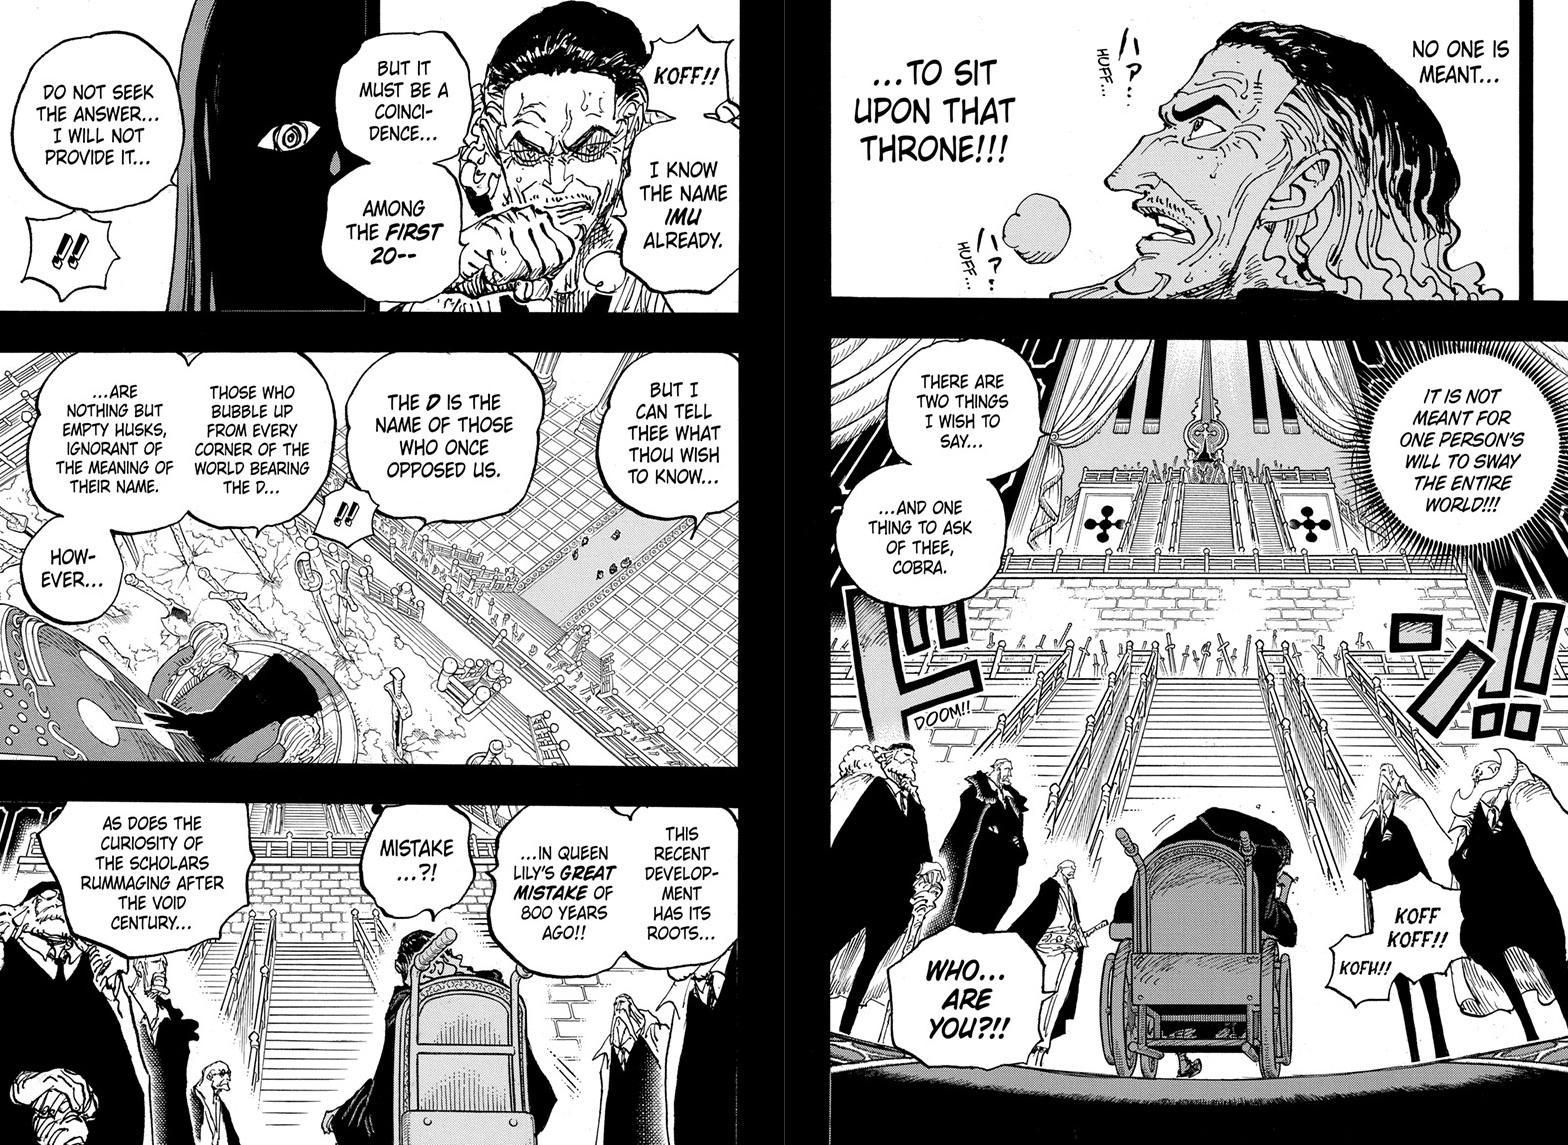 NO ONE IS
MEANT...
ハァ
HUFF...
...TO SIT
UPON THAT
THRONE!!!
ハァ
HUFF...
IT IS NOT
MEANT FOR
ONE PERSON'S
WILL TO SWAY
THE ENTIRE
WORLD!!!
THERE ARE
TWO THINGS
I WISH TO
SAY...
...AND ONE
THING TO ASK
OF THEE,
COBRA.
ドン!!
DOOM!!
KOFF
KOFF!!
KOFF!!
WHO...
ARE
YOU?!!
KOFF!!
I KNOW
THE NAME
IMU
ALREADY.
BUT IT
MUST BE A
COINCI-
DENCE...
AMONG
THE FIRST
20--
DO NOT SEEK
THE ANSWER...
I WILL NOT
PROVIDE IT...
!!
BUT I
CAN TELL
THEE WHAT
THOU WISH
TO KNOW...
THE D IS THE
NAME OF THOSE
WHO ONCE
OPPOSED US.
!!
THOSE WHO
BUBBLE UP
FROM EVERY
CORNER OF THE
WORLD BEARING
THE D...
...ARE
NOTHING BUT
EMPTY HUSKS,
IGNORANT OF
THE MEANING OF
THEIR NAME.
HOW-
EVER...
THIS
RECENT
DEVELOP-
MENT
HAS ITS
ROOTS...
...IN QUEEN
LILY'S GREAT
MISTAKE OF
800 YEARS
AGO!!
MISTAKE
...?!
AS DOES THE
CURIOSITY OF
THE SCHOLARS
RUMMAGING AFTER
THE VOID
CENTURY...